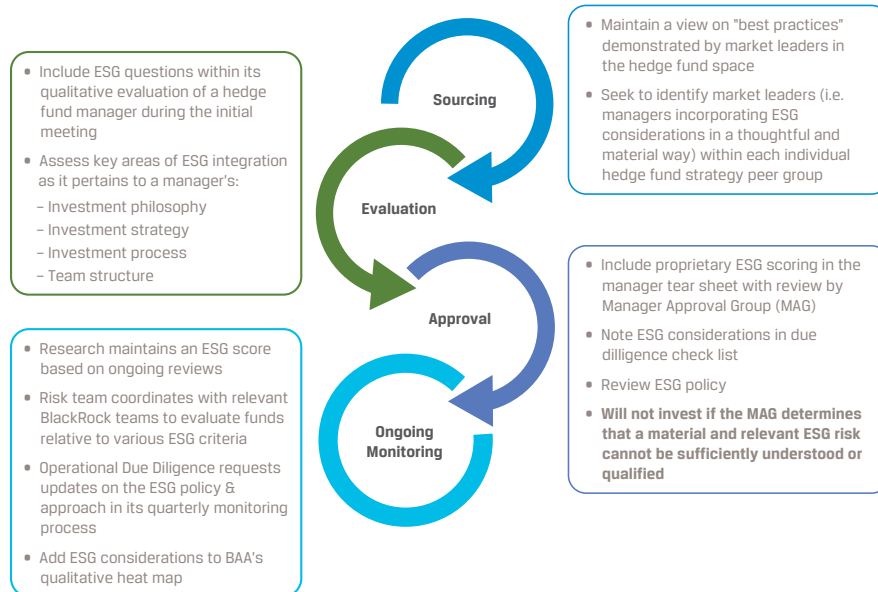 Sourcing
• Maintain a view on "best practices"
demonstrated by market leaders in
the hedge fund space
• Seek to identify market leaders (i.e.
managers incorporating ESG
considerations in a thoughtful and
material way) within each individual
hedge fund strategy peer group
Evaluation
• Include ESG questions within its
qualitative evaluation of a hedge
fund manager during the initial
meeting
• Assess key areas of ESG integration
as it pertains to a manager's:
– Investment philosophy
– Investment strategy
– Investment process
– Team structure
Approval
• Include proprietary ESG scoring in the
manager tear sheet with review by
Manager Approval Group (MAG)
• Note ESG considerations in due
dilligence check list
• Review ESG policy
• Will not invest if the MAG determines
that a material and relevant ESG risk
cannot be sufficiently understood or
qualified
Ongoing
Monitoring
• Research maintains an ESG score
based on ongoing reviews
• Risk team coordinates with relevant
BlackRock teams to evaluate funds
relative to various ESG criteria
• Operational Due Diligence requests
updates on the ESG policy &
approach in its quarterly monitoring
process
• Add ESG considerations to BAA's
qualitative heat map